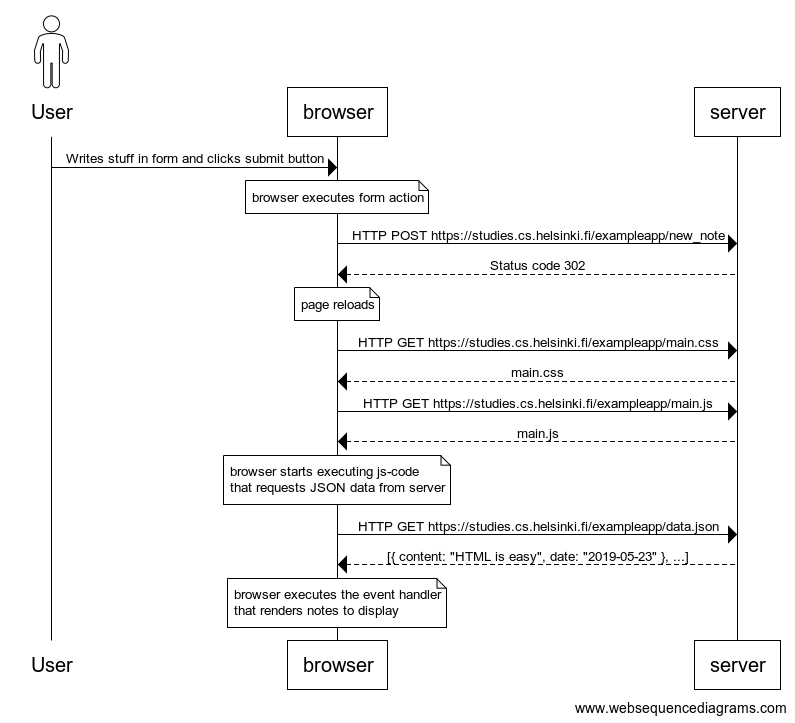 User
browser
server
Writes stuff in form and clicks submit button
browser executes form action
HTTP POST https://studies.cs.helsinki.fi/exampleapp/new_note
Status code 302
page reloads
HTTP GET https://studies.cs.helsinki.fi/exampleapp/main.css
main.css
HTTP GET https://studies.cs.helsinki.fi/exampleapp/main.js
main.js
browser starts executing js-code
that requests JSON data from server
HTTP GET https://studies.cs.helsinki.fi/exampleapp/data.json
[{ content: "HTML is easy", date: "2019-05-23" }, ...]
browser executes the event handler
that renders notes to display
User
browser
server
www.websequencediagrams.com